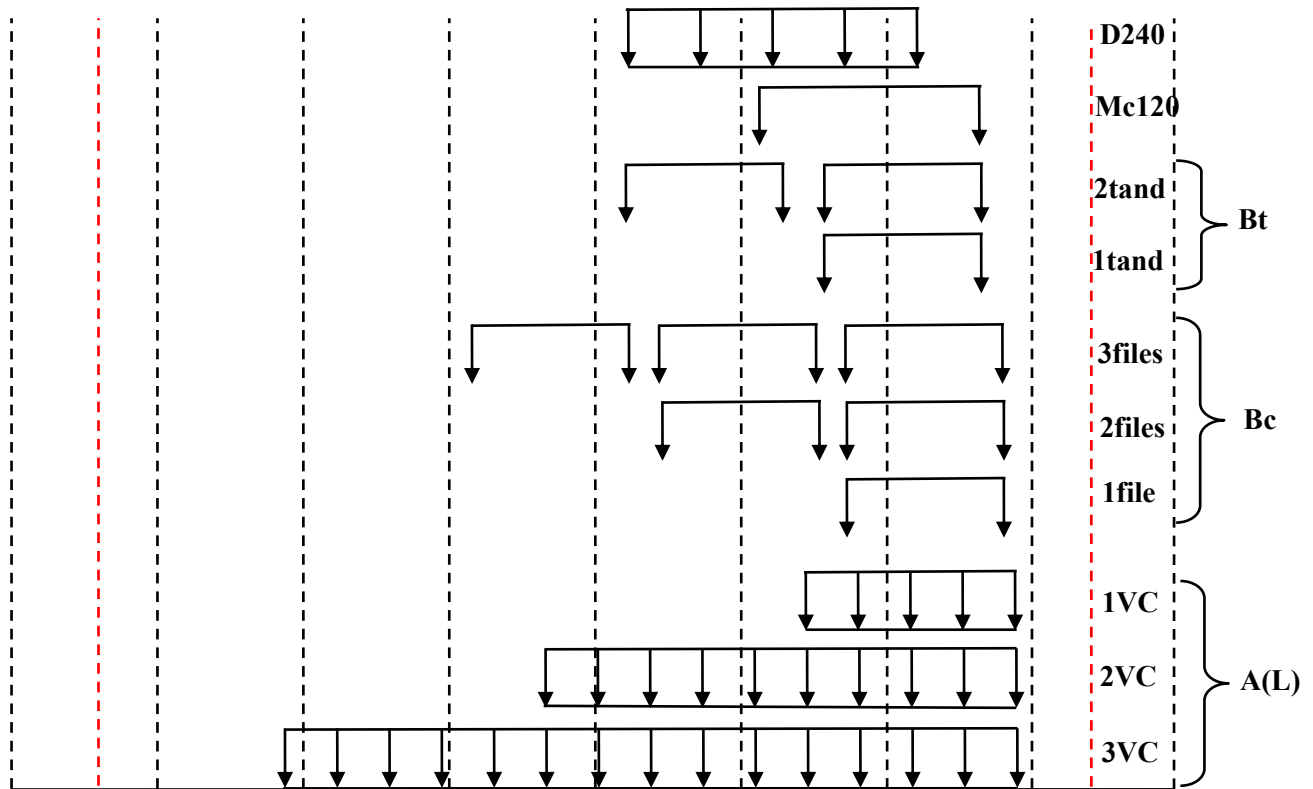 D240
Mc120
2tand
Bt
1tand
3files
2files
Bc
1file
1VC
2VC
A(L)
3VC